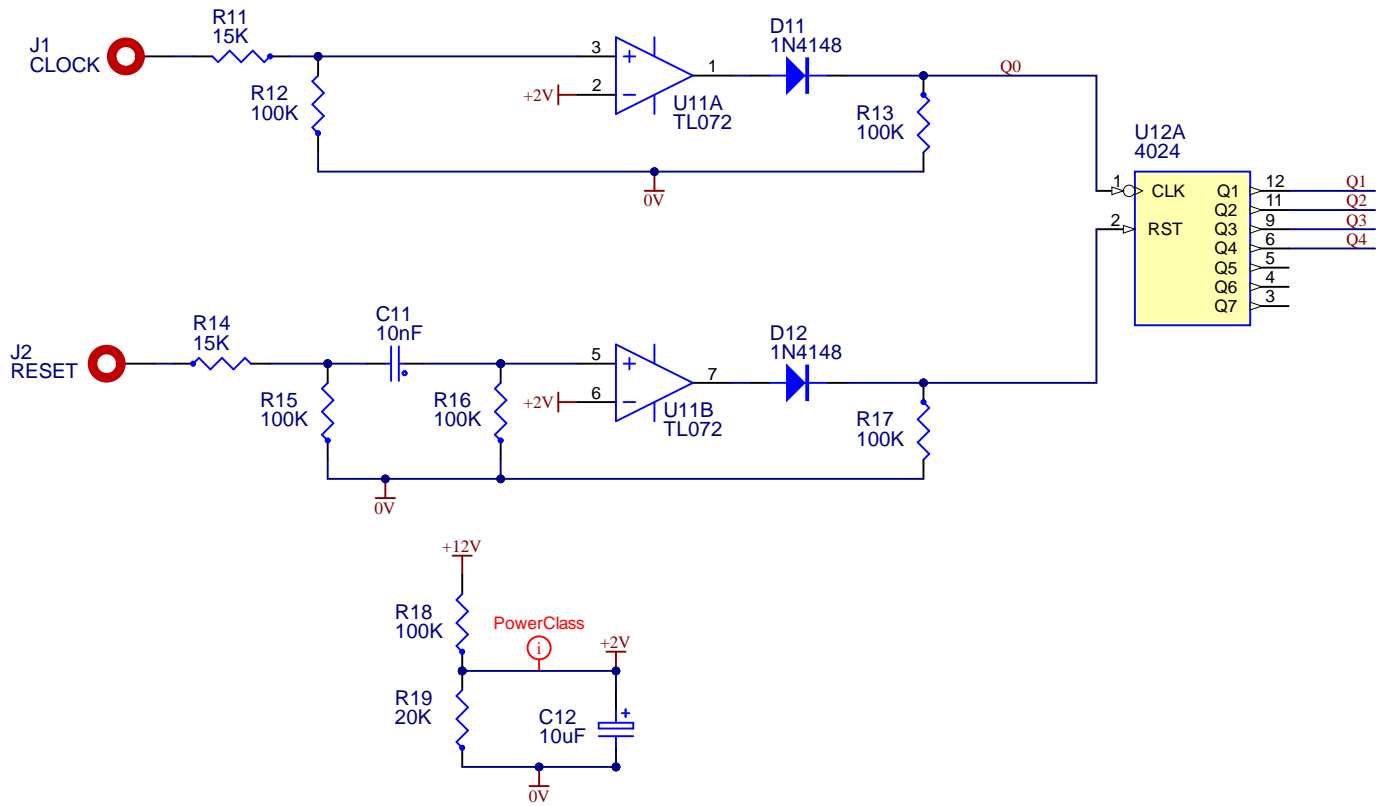 J1
CLOCK
R11
15K
R12
100K
3
2
+2V
1
U11A
TL072
D11
1N4148
R13
100K
Q0
0V
U12A
4024
1
CLK
2
RST
Q1
12
Q1
Q2
11
Q2
Q3
9
Q3
Q4
6
Q4
Q5
5
Q6
4
Q7
3
J2
RESET
R14
15K
R15
100K
C11
10nF
R16
100K
5
6
+2V
7
U11B
TL072
D12
1N4148
R17
100K
0V
+12V
R18
100K
PowerClass
i
+2V
R19
20K
C12
10uF
+
0V